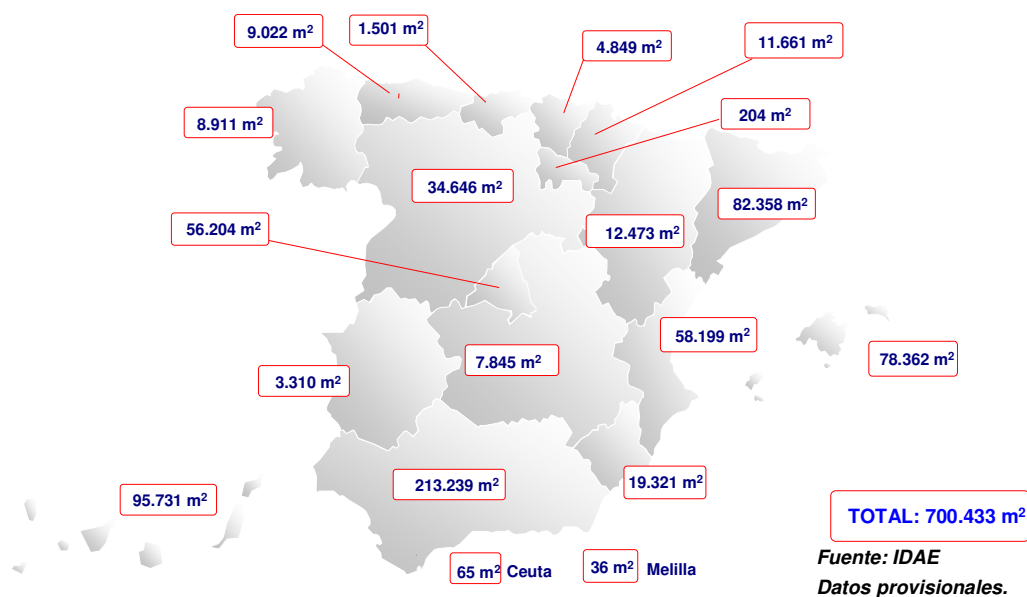 9.022 m²
1.501 m²
4.849 m²
11.661 m²
8.911 m²
204 m²
34.646 m²
82.358 m²
56.204 m²
12.473 m²
58.199 m²
78.362 m²
3.310 m²
7.845 m²
95.731 m²
213.239 m²
19.321 m²
TOTAL: 700.433 m²
65 m² Ceuta
36 m² Melilla
Fuente: IDAE
Datos provisionales.